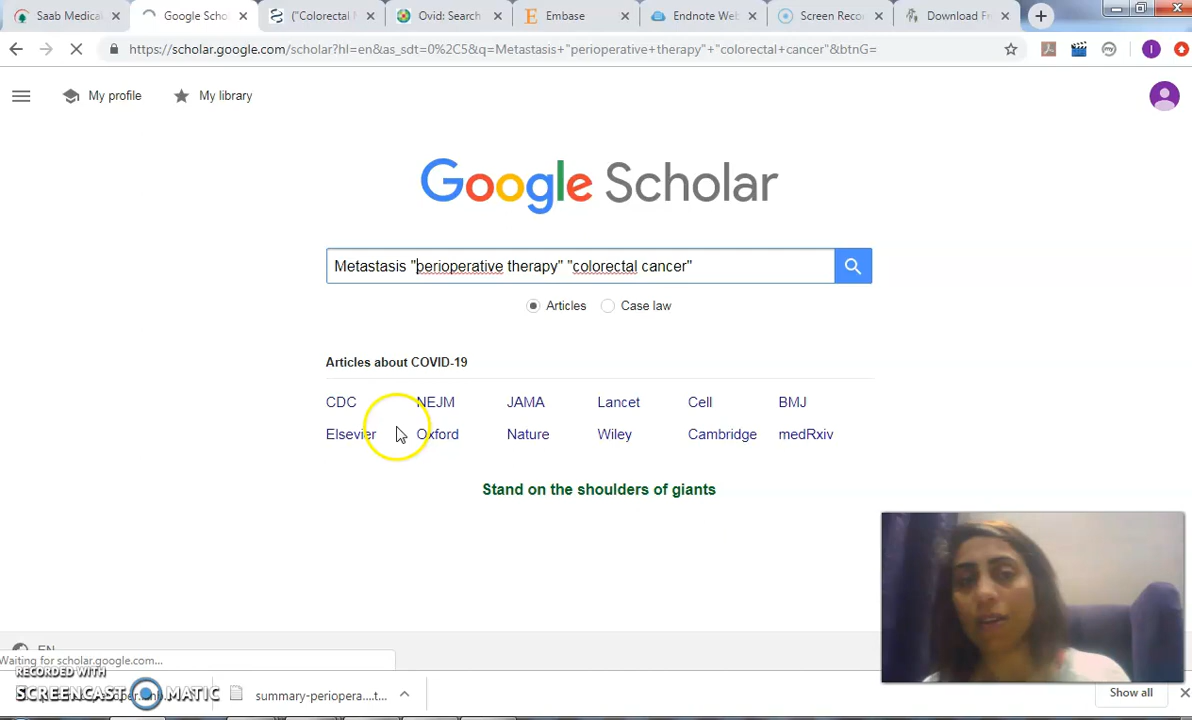 Saab Medica
Google Scho
("Colorectal
Ovid: Search
Embase
Endnote Web
Screen Reco
Download Fr
https://scholar.google.com/scholar?hl=en&as_sdt=0%2C5&q=Metastasis+"perioperative+therapy"+"colorectal+cancer"&btnG=
My profile
My library
Google Scholar
Metastasis "perioperative therapy" "colorectal cancer"
Articles
Case law
Articles about COVID-19
CDC NEJM JAMA Lancet Cell BMJ
Elsevier Oxford Nature Wiley Cambridge medRxiv
Stand on the shoulders of giants
EN
Waiting for scholar.google.com...
RECORDED WITH
SCREENCAST MATIC
summary-periopera....t...
Show all